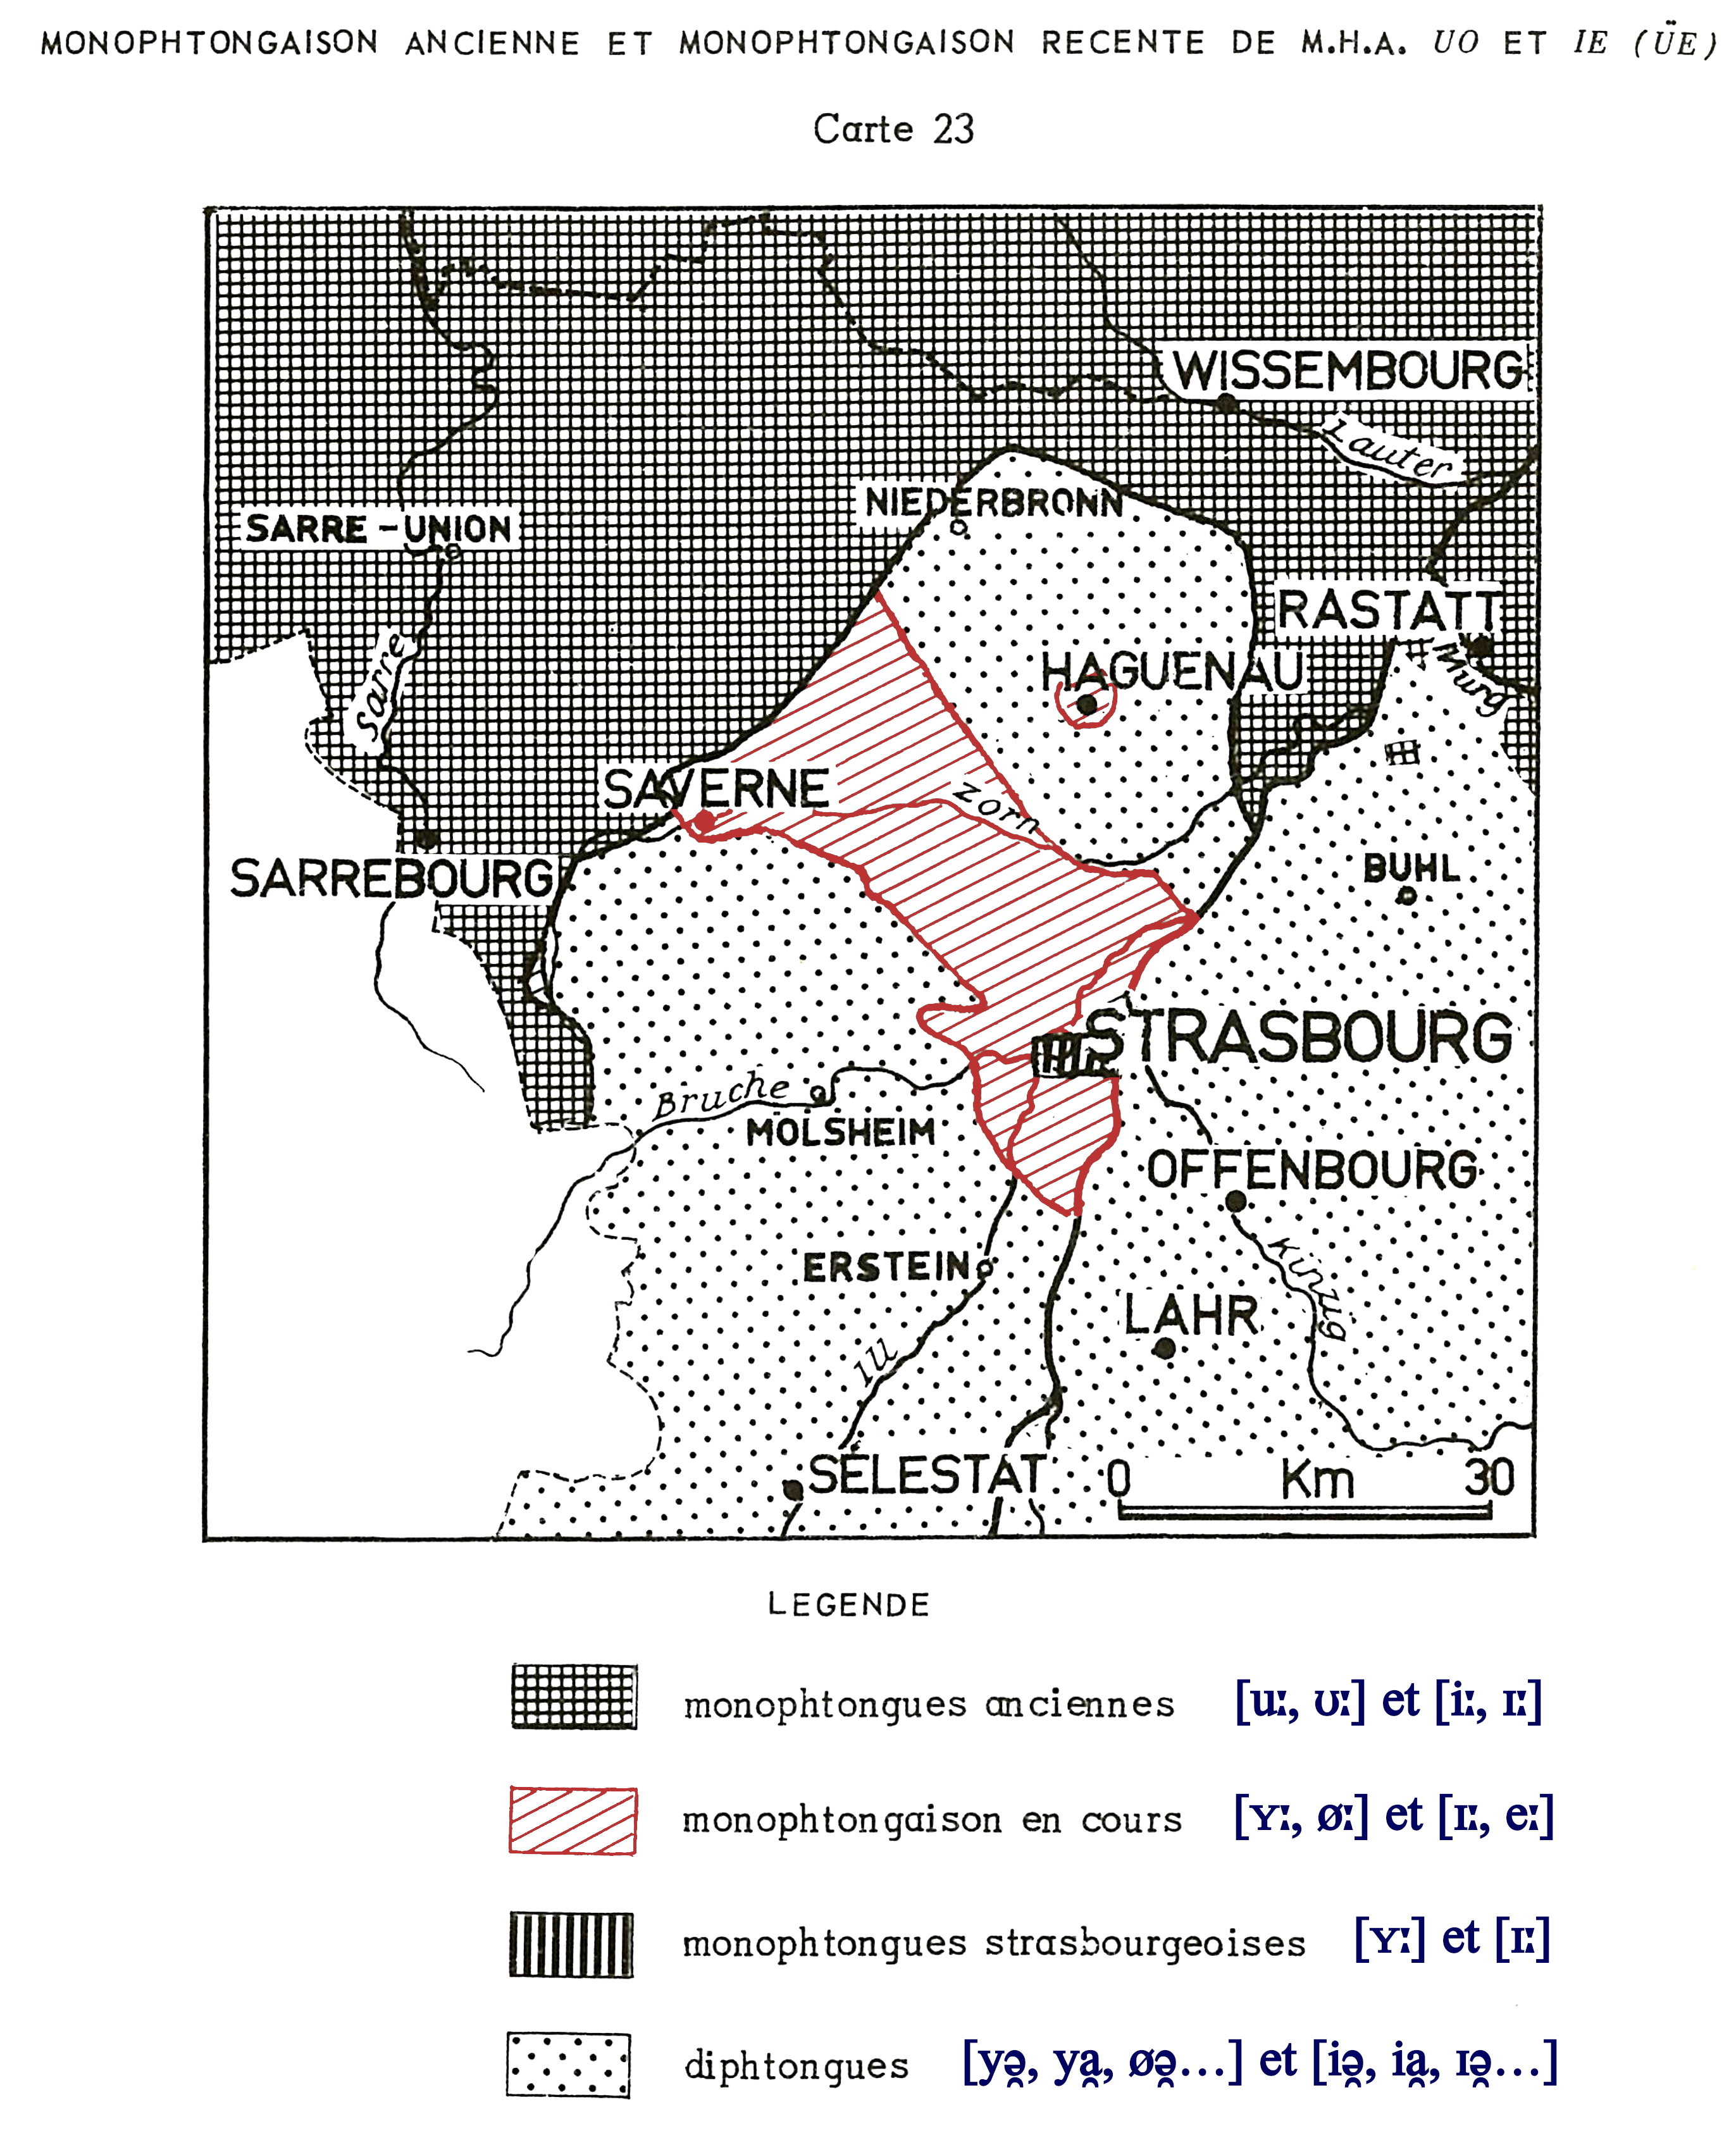 MONOPHTONGAISON ANCIENNE ET MONOPHTONGAISON RECENTE DE M.H.A. UO ET IE (ÜE)
Carte 23
WISSEMBOURG
Lauter
NIEDERBRONN
SARRE-UNION
RASTATT
Murg
Sarre
HAGUENAU
SAVERNE
Zorn
BUHL
SARREBOURG
STRASBOURG
Bruche
MOLSHEIM
OFFENBOURG
Kinzig
ERSTEIN
LAHR
Ill
SÉLESTAT
0 Km 30
LEGENDE
monophtongues anciennes [uː, ʊː] et [iː, ɪː]
monophtongaison en cours [ʏː, øː] et [ɪː, eː]
monophtongues strasbourgeoises [ʏː] et [ɪː]
diphtongues [yə̯, ya̯, øə̯…] et [iə̯, ia̯, ɪə̯…]